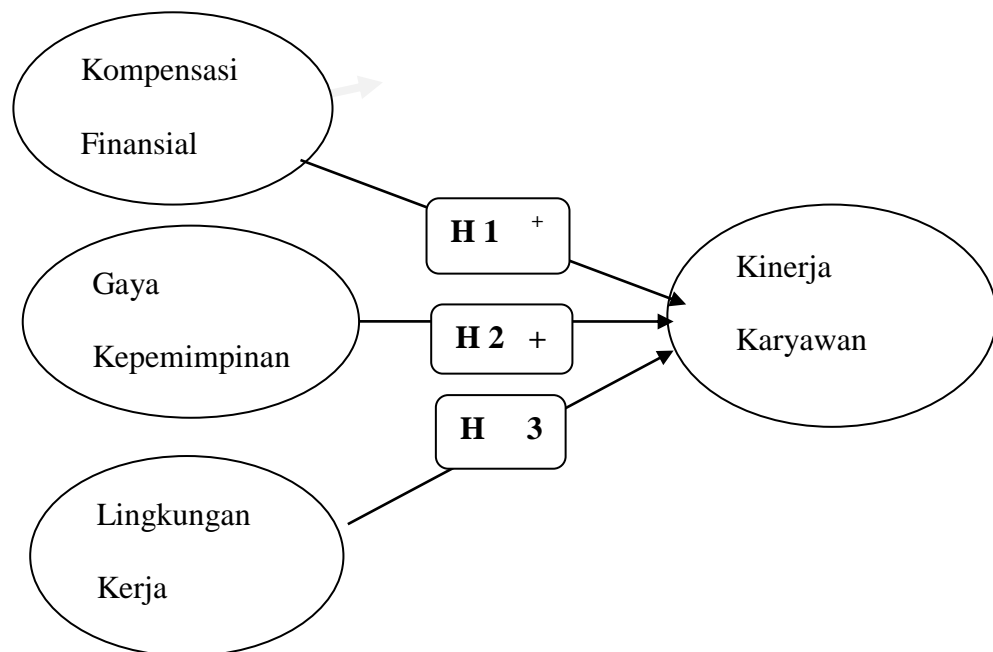 Kompensasi
Finansial
H 1 +
Gaya
Kepemimpinan
H 2 +
Kinerja
Karyawan
H 3
Lingkungan
Kerja